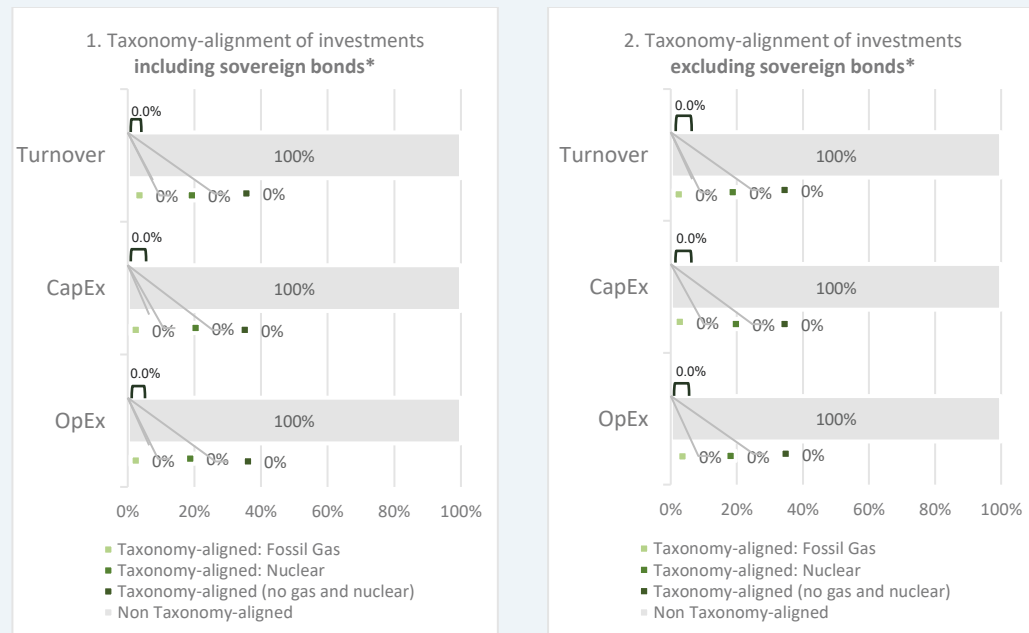 1. Taxonomy-alignment of investments
including sovereign bonds*
0.0%
Turnover
100%
0% 0% 0%
0.0%
CapEx
100%
0% 0% 0%
0.0%
OpEx
100%
0% 0% 0%
0% 20% 40% 60% 80% 100%
Taxonomy-aligned: Fossil Gas
Taxonomy-aligned: Nuclear
Taxonomy-aligned (no gas and nuclear)
Non Taxonomy-aligned
2. Taxonomy-alignment of investments
excluding sovereign bonds*
0.0%
Turnover
100%
0% 0% 0%
0.0%
CapEx
100%
0% 0% 0%
0.0%
OpEx
100%
0% 0% 0%
0% 20% 40% 60% 80% 100%
Taxonomy-aligned: Fossil Gas
Taxonomy-aligned: Nuclear
Taxonomy-aligned (no gas and nuclear)
Non Taxonomy-aligned